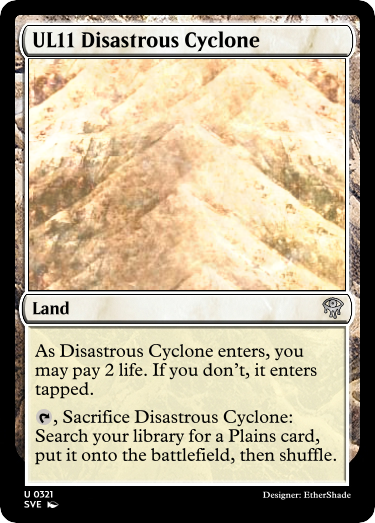 UL11 Disastrous Cyclone
Land
As Disastrous Cyclone enters, you
may pay 2 life. If you don't, it enters
tapped.
, Sacrifice Disastrous Cyclone:
Search your library for a Plains card,
put it onto the battlefield, then shuffle.
U 0321
SVE
Designer: EtherShade